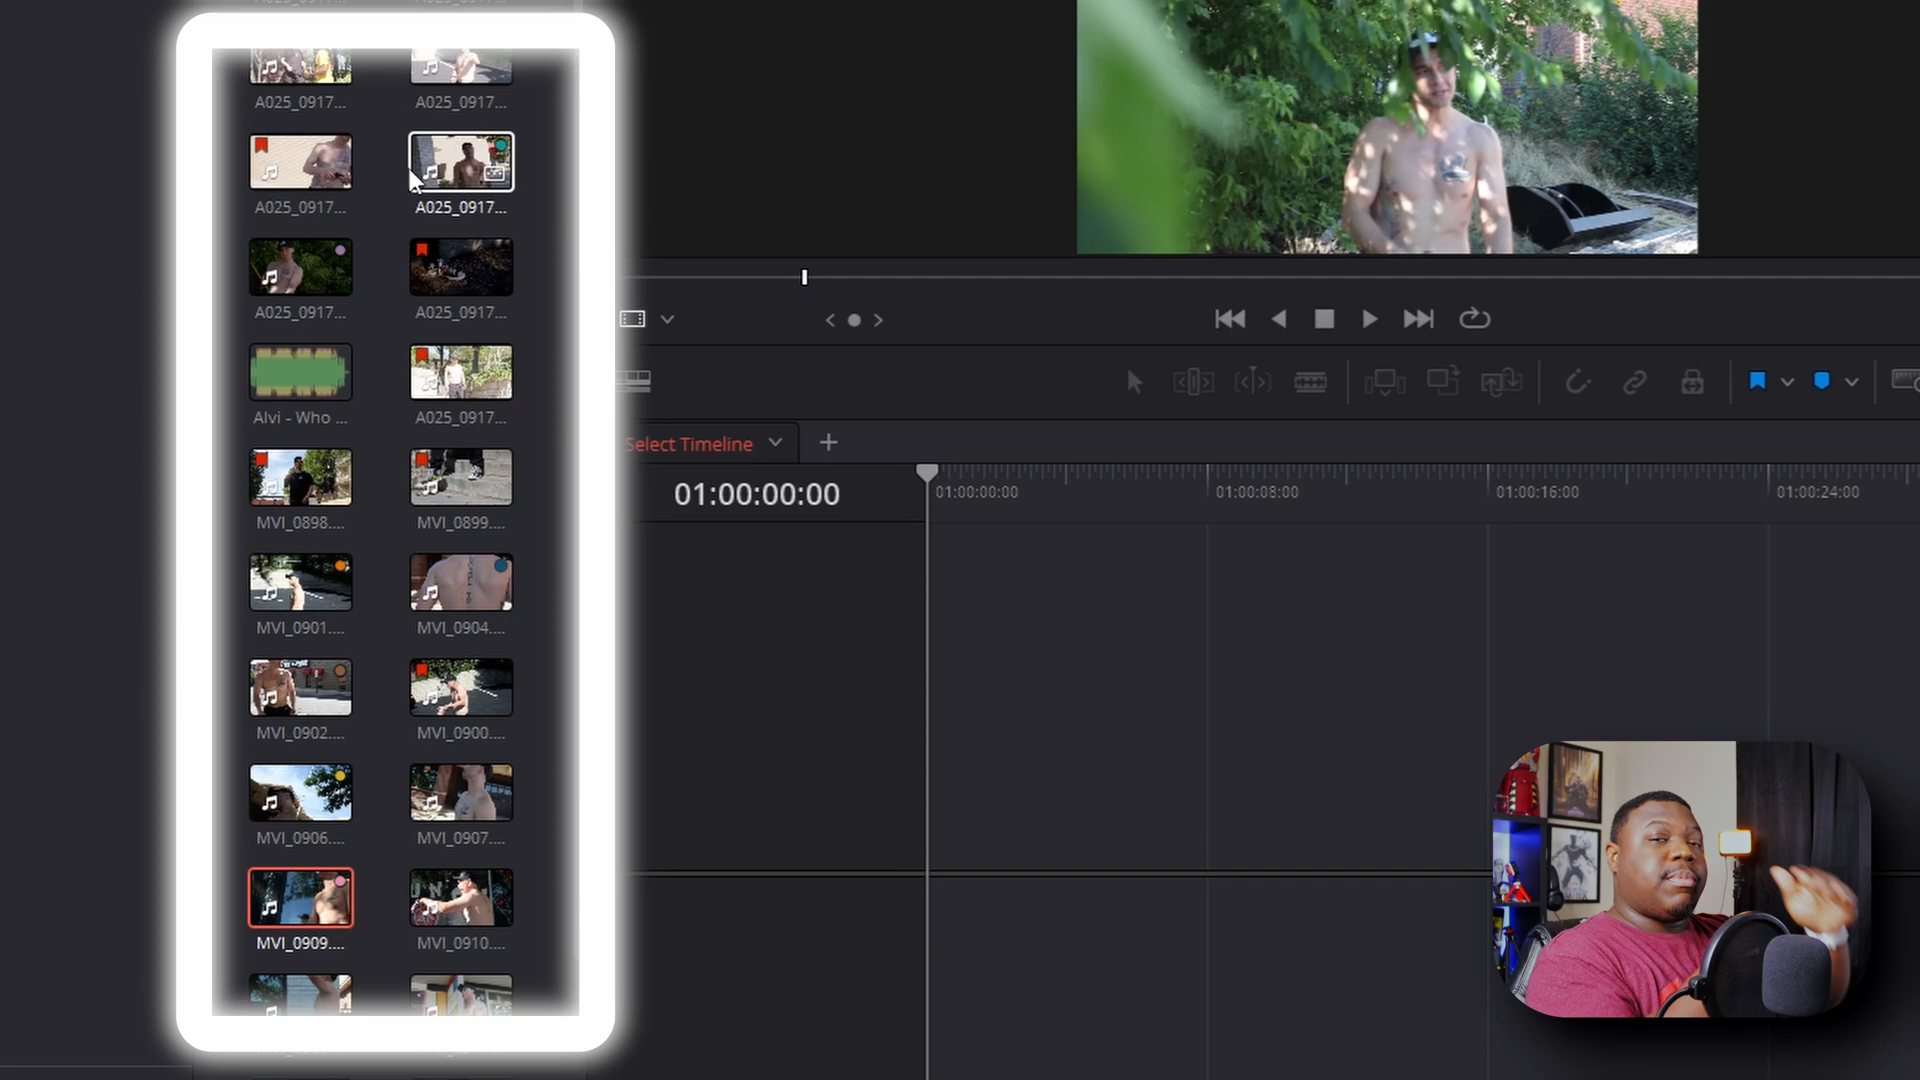 A025_0917... A025_0917...
A025_0917... A025_0917...
A025_0917... A025_0917...
Alvi - Who ... A025_0917...
MVI_0898.... MVI_0899....
MVI_0901.... MVI_0904....
MVI_0902.... MVI_0900....
MVI_0906.... MVI_0907....
MVI_0909.... MVI_0910....
Select Timeline
01:00:00:00
01:00:00:00 01:00:08:00 01:00:16:00 01:00:24:00